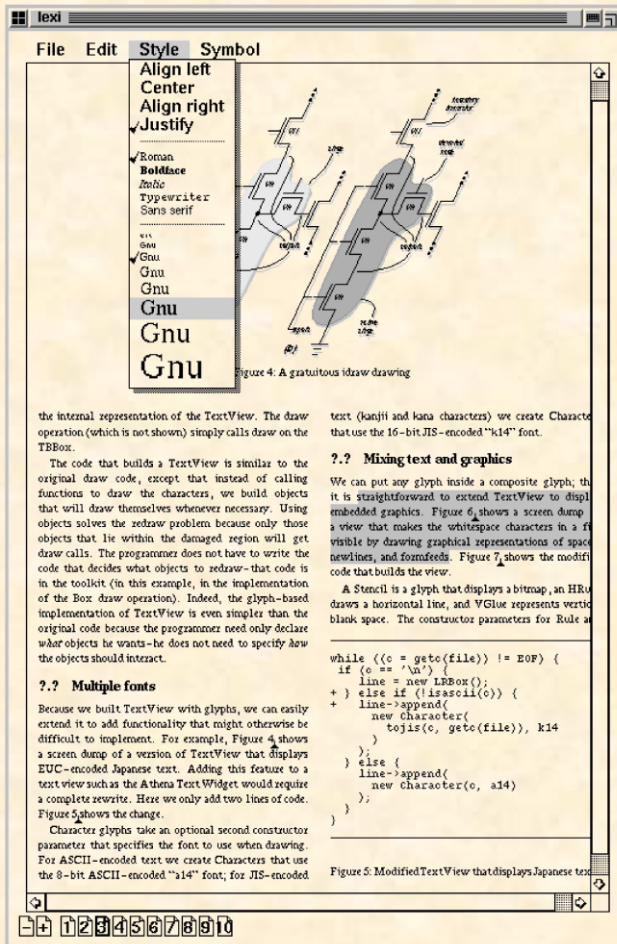 lexi
File Edit Style Symbol
Align left
Center
Align right
Justify
Roman
Boldface
Italic
Typewriter
Sans serif
Gnu
Gnu
Gnu
Gnu
Gnu
Gnu
Gnu
igure 4: A gratuitous idraw drawing
the internal representation of the TextView. The draw
operation (which is not shown) simply calls draw on the
TBBox.
The code that builds a TextView is similar to the
original draw code, except that instead of calling
functions to draw the characters, we build objects
that will draw themselves whenever necessary. Using
objects solves the redraw problem because only those
objects that lie within the damaged region will get
draw calls. The programmer does not have to write the
code that decides what objects to redraw-that code is
in the toolkit (in this example, in the implementation
of the Box draw operation). Indeed, the glyph-based
implementation of TextView is even simpler than the
original code because the programmer need only declare
what objects he wants-he does not need to specify how
the objects should interact.
?.? Multiple fonts
Because we built TextView with glyphs, we can easily
extend it to add functionality that might otherwise be
difficult to implement. For example, Figure 4 shows
a screen dump of a version of TextView that displays
EUC-encoded Japanese text. Adding this feature to a
text view such as the Athena Text Widget would require
a complete rewrite. Here we only add two lines of code.
Figure 5 shows the change.
Character glyphs take an optional second constructor
parameter that specifies the font to use when drawing.
For ASCII-encoded text we create Characters that use
the 8-bit ASCII-encoded "a14" font; for JIS-encoded
text (kanjii and kana characters) we create Characte
that use the 16-bit JIS-encoded "k14" font.
?.? Mixing text and graphics
We can put any glyph inside a composite glyph; th
it is straightforward to extend TextView to displ
embedded graphics. Figure 6 shows a screen dump
a view that makes the whitespace characters in a fi
visible by drawing graphical representations of space
newlines, and formfeeds. Figure 7 shows the modifi
code that builds the view.
A Stencil is a glyph that displays a bitmap, an HRu
draws a horizontal line, and VGlue represents vertic
blank space. The constructor parameters for Rule a
while ((c = getc(file)) != EOF) {
if (c == '\n') {
line = new LRBox();
+ } else if (!isascii(c)) {
+ line->append(
new Character(
tojis(c, getc(file)), k14
)
);
} else {
line->append(
new Character(c, a14)
);
}
}
Figure 5: Modified TextView that displays Japanese tex
- + 1 2 3 4 5 6 7 8 9 10